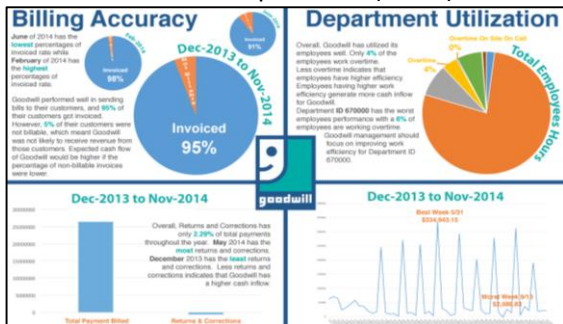 Billing Accuracy
June of 2014 has the
lowest percentages of
invoiced rate while
February of 2014 has
the highest
percentages of
invoiced rate.
Feb-2014
Invoiced
98%
Invoiced
91%
Dec-2013 to Nov-2014
Goodwill performed well in sending
bills to their customers, and 95% of
their customers got invoiced.
However, 5% of their customers were
not billable, which meant Goodwill
was not likely to receive revenue from
those customers. Expected cash flow
of Goodwill would be higher if the
percentage of non-billable invoices
were lower.
Invoiced
95%
Department Utilization
Overall, Goodwill has utilized its
employees well. Only 4% of the
employees work overtime.
Less overtime indicates that
employees have higher efficiency.
Employees having higher work
efficiency generate more cash inflow
for Goodwill.
Department ID 670000 has the worst
employees performance with a 6% of
employees are working overtime.
Goodwill management should
focus on improving work
efficiency for Department ID
670000.
Overtime On Site On Call
0%
Overtime
4%
Total Employees
Hours
goodwill
Dec-2013 to Nov-2014
Overall, Returns and Corrections has
only 2.29% of total payments
throughout the year. May 2014 has the
most returns and corrections.
December 2013 has the least returns
and corrections. Less returns and
corrections indicates that Goodwill has
a higher cash inflow.
Total Payment Billed
Returns & Corrections
Dec-2013 to Nov-2014
Best Week 5/31
Worst Week 9/13